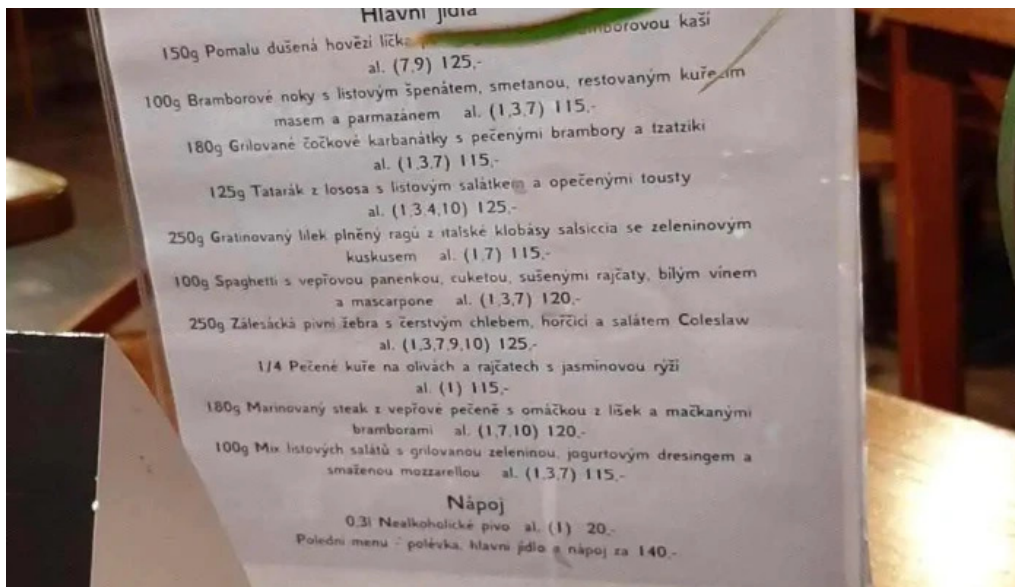 Hlavní jídla
150g Pomalu dušená hovězí líčka bramborovou kaší
al. (7,9) 125,-
100g Bramborové noky s listovým špenátem, smetanou, restovaným kuřecím
masem a parmazánem al. (1,3,7) 115,-
180g Grilované čočkové karbanátky s pečenými brambory a tzatziki
al. (1,3,7) 115,-
125g Tatarák z lososa s listovým salátkem a opečenými tousty
al. (1,3,4,10) 125,-
250g Gratinovaný lilek plněný ragú z italské klobásy salsiccia se zeleninovým
kuskusem al. (1,7) 115,-
100g Spaghetti s vepřovou panenkou, cuketou, sušenými rajčaty, bílým vínem
a mascarpone al. (1,3,7) 120,-
250g Zálesácká pivní žebra s čerstvým chlebem, hořčicí a salátem Coleslaw
al. (1,3,7,9,10) 125,-
1/4 Pečené kuře na olivách a rajčatech s jasmínovou rýží
al. (1) 115,-
180g Marinovaný steak z vepřové pečeně s omáčkou z lišek a mačkanými
bramborami al. (1,7,10) 120,-
100g Mix listových salátů s grilovanou zeleninou, jogurtovým dresingem a
smaženou mozzarellou al. (1,3,7) 115,-
Nápoj
0,3l Nealkoholické pivo al. (1) 20,-
Polední menu - polévka, hlavní jídlo a nápoj za 140,-